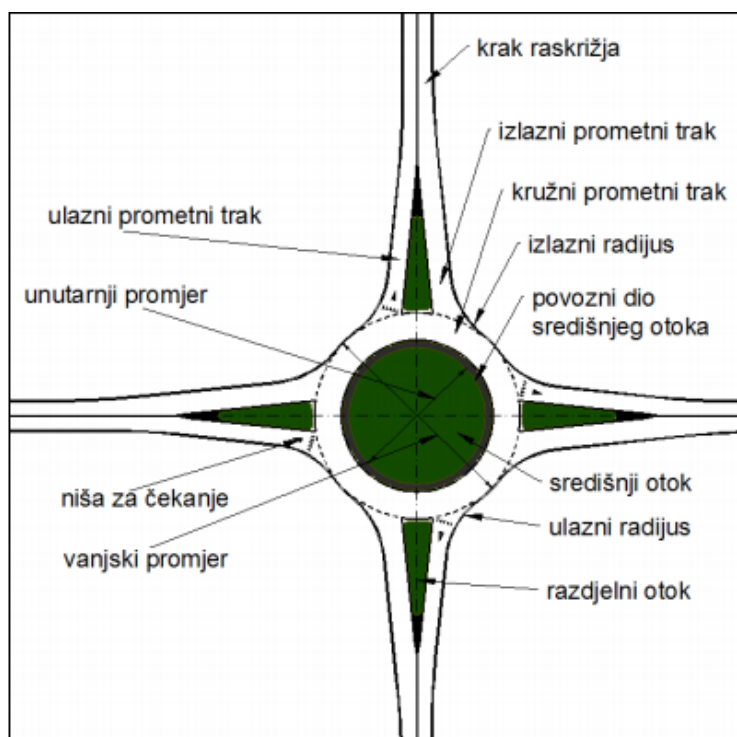 krak raskrižja
izlazni prometni trak
kružni prometni trak
ulazni prometni trak
izlazni radijus
unutarnji promjer
povozni dio
središnjeg otoka
niša za čekanje
središnji otok
ulazni radijus
vanjski promjer
razdjelni otok